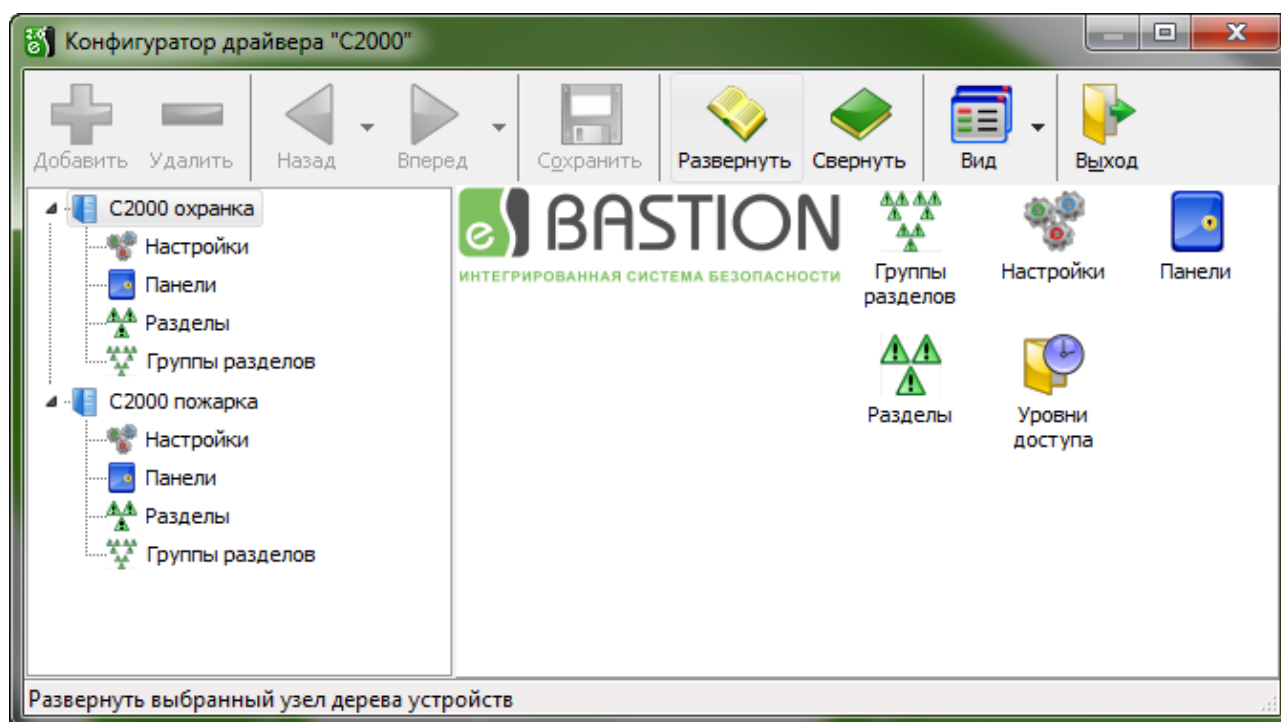 Конфигуратор драйвера "С2000"
Добавить Удалить Назад Вперед Сохранить Развернуть Свернуть Вид Выход
С2000 охранка
Настройки
Панели
Разделы
Группы разделов
С2000 пожарка
Настройки
Панели
Разделы
Группы разделов
eS BASTION
ИНТЕГРИРОВАННАЯ СИСТЕМА БЕЗОПАСНОСТИ
Группы
разделов
Настройки
Панели
Разделы
Уровни
доступа
Развернуть выбранный узел дерева устройств